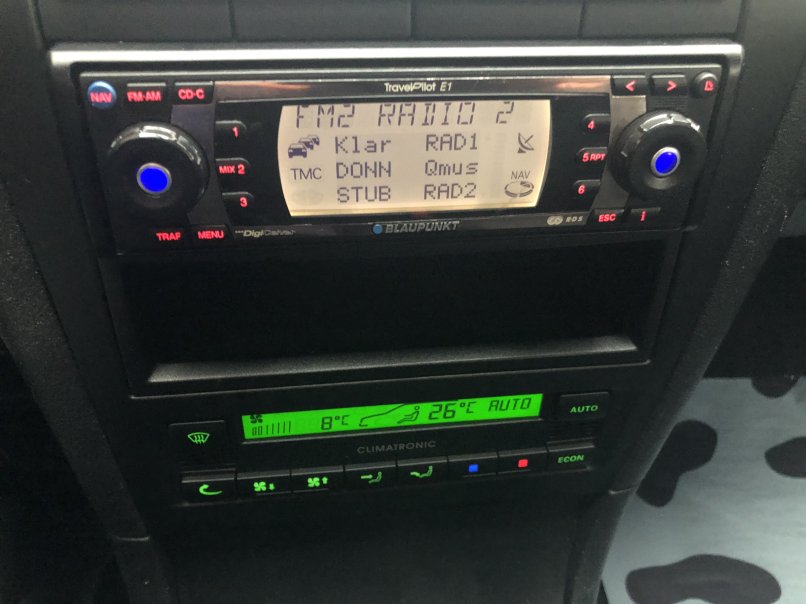 TravelPilot E1
NAV FM·AM CD·C
< >
FM2 RADIO 2
1 Klar RAD1 4
MIX 2 TMC DONN Qmus NAV 5 RPT
3 STUB RAD2 6
TRAF MENU ESC i
DigiCeiver BLAUPUNKT RDS
8°C 26°C AUTO AUTO
CLIMATRONIC
ECON